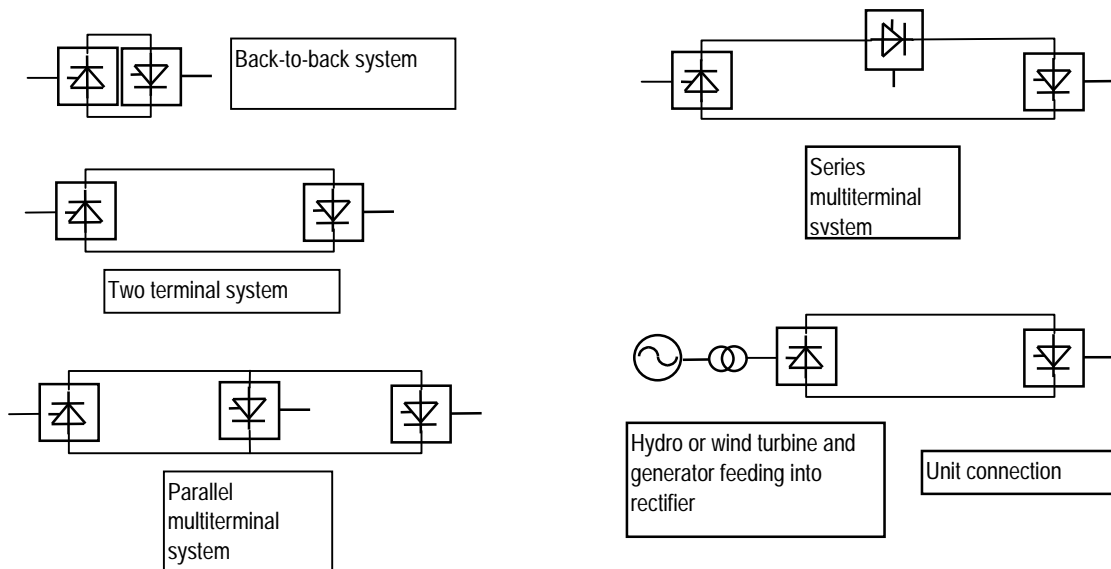 Back-to-back system
Two terminal system
Parallel
multiterminal
system
Series
multiterminal
system
Hydro or wind turbine and
generator feeding into
rectifier
Unit connection